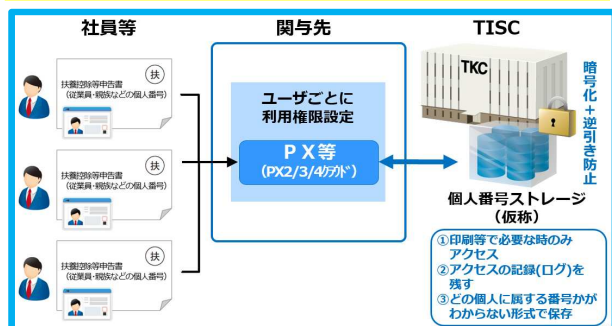 社員等
関与先
TISC
扶
扶養控除等申告書
(従業員・親族などの個人番号)
扶
扶養控除等申告書
(従業員・親族などの個人番号)
扶
扶養控除等申告書
(従業員・親族などの個人番号)
ユーザごとに
利用権限設定
PX等
(PX2/3/4クラウド)
TKC
暗号化+逆引き防止
個人番号ストレージ
(仮称)
①印刷等で必要な時のみ
アクセス
②アクセスの記録(ログ)を
残す
③どの個人に属する番号かが
わからない形式で保存